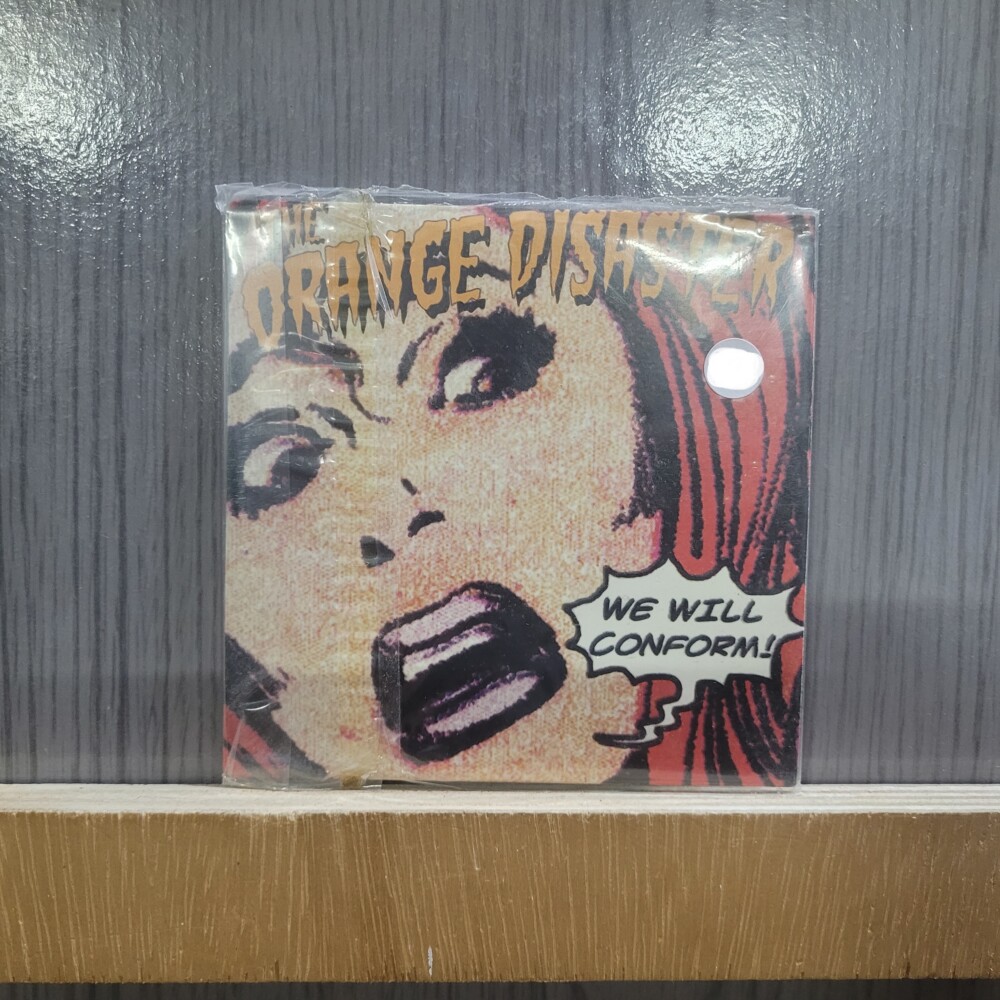 THE
ORANGE DISASTER
WE WILL
CONFORM!